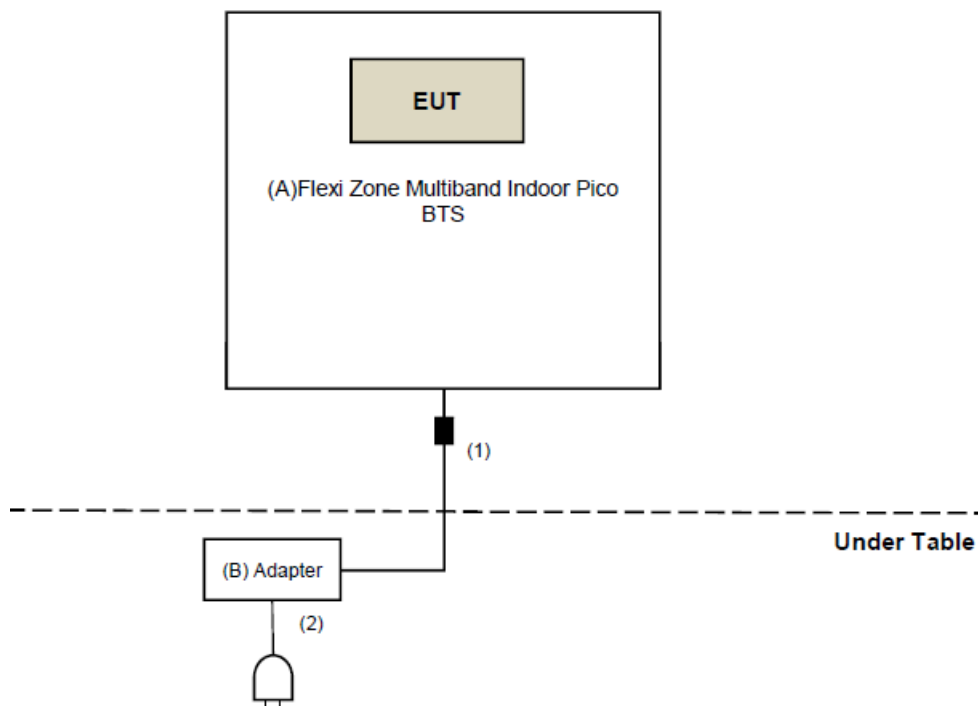 EUT
(A)Flexi Zone Multiband Indoor Pico
BTS
(1)
Under Table
(B) Adapter
(2)